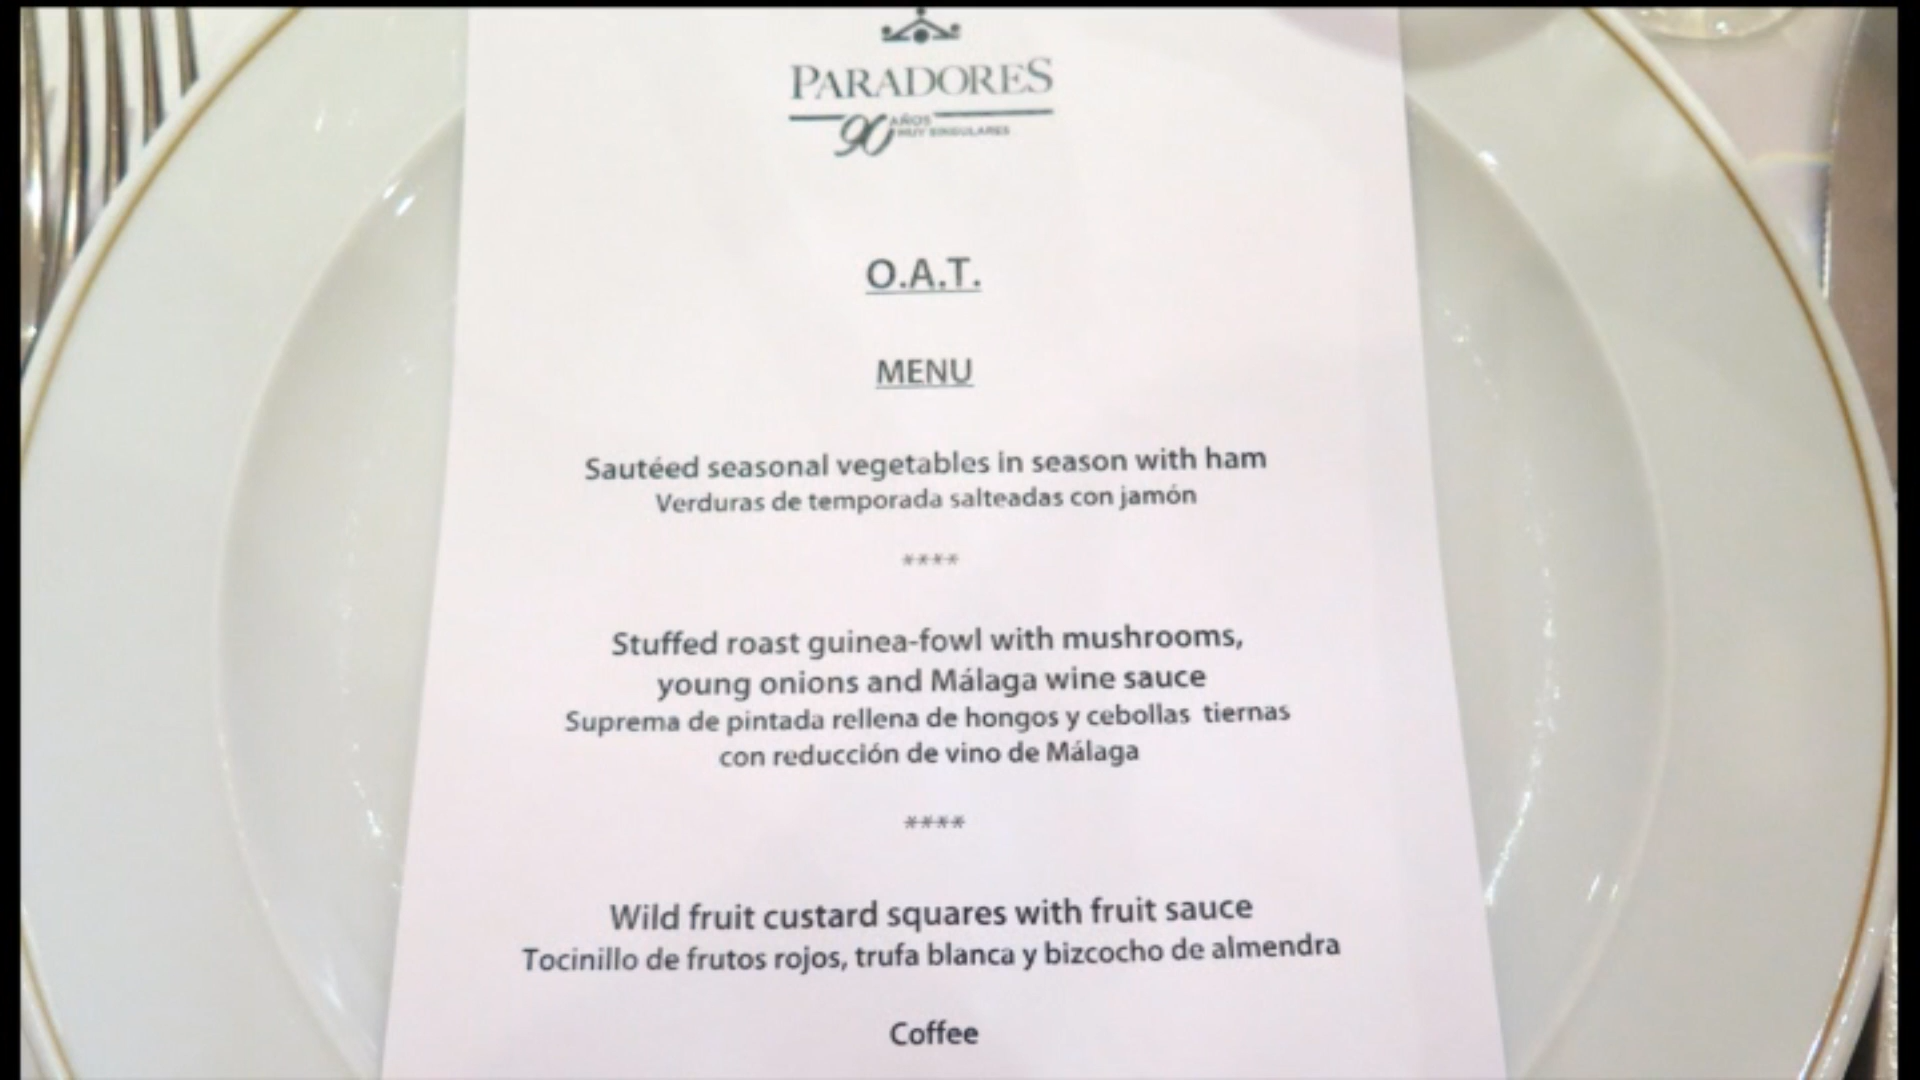 PARADORES
90 AÑOS
MUY SINGULARES
O.A.T.
MENU
Sautéed seasonal vegetables in season with ham
Verduras de temporada salteadas con jamón
****
Stuffed roast guinea-fowl with mushrooms,
young onions and Málaga wine sauce
Suprema de pintada rellena de hongos y cebollas tiernas
con reducción de vino de Málaga
****
Wild fruit custard squares with fruit sauce
Tocinillo de frutos rojos, trufa blanca y bizcocho de almendra
Coffee